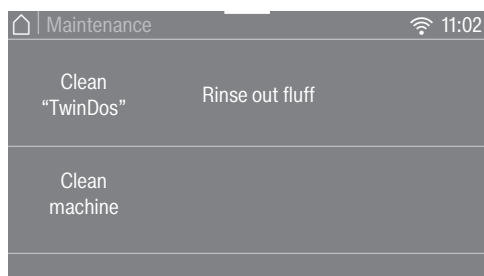 Maintenance
11:02
Clean
“TwinDos”
Rinse out fluff
Clean
machine